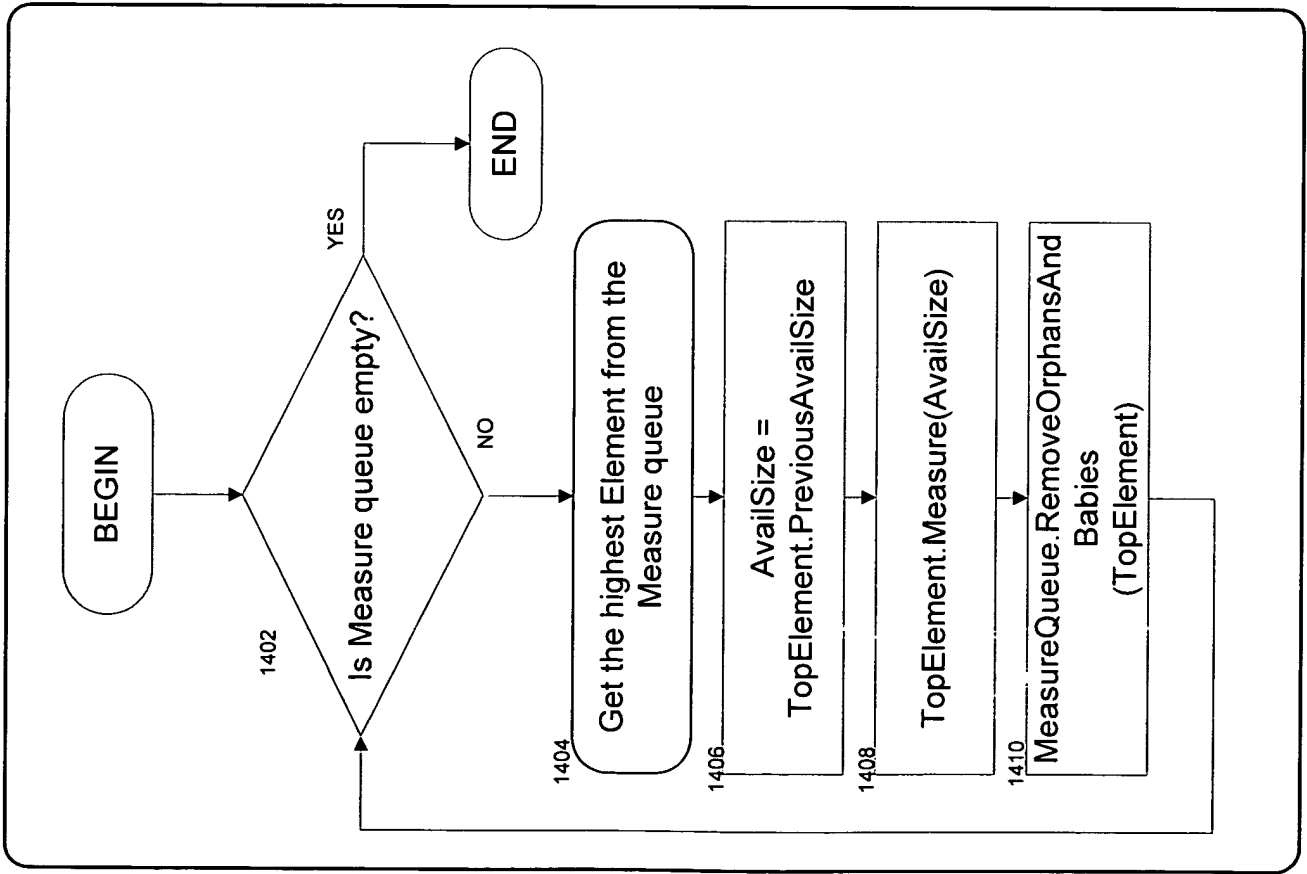 BEGIN
1402
Is Measure queue empty?
YES
END
NO
1404
Get the highest Element from the
Measure queue
1406
AvailSize =
TopElement.PreviousAvailSize
1408
TopElement.Measure(AvailSize)
1410
MeasureQueue.RemoveOrphansAnd
Babies
(TopElement)